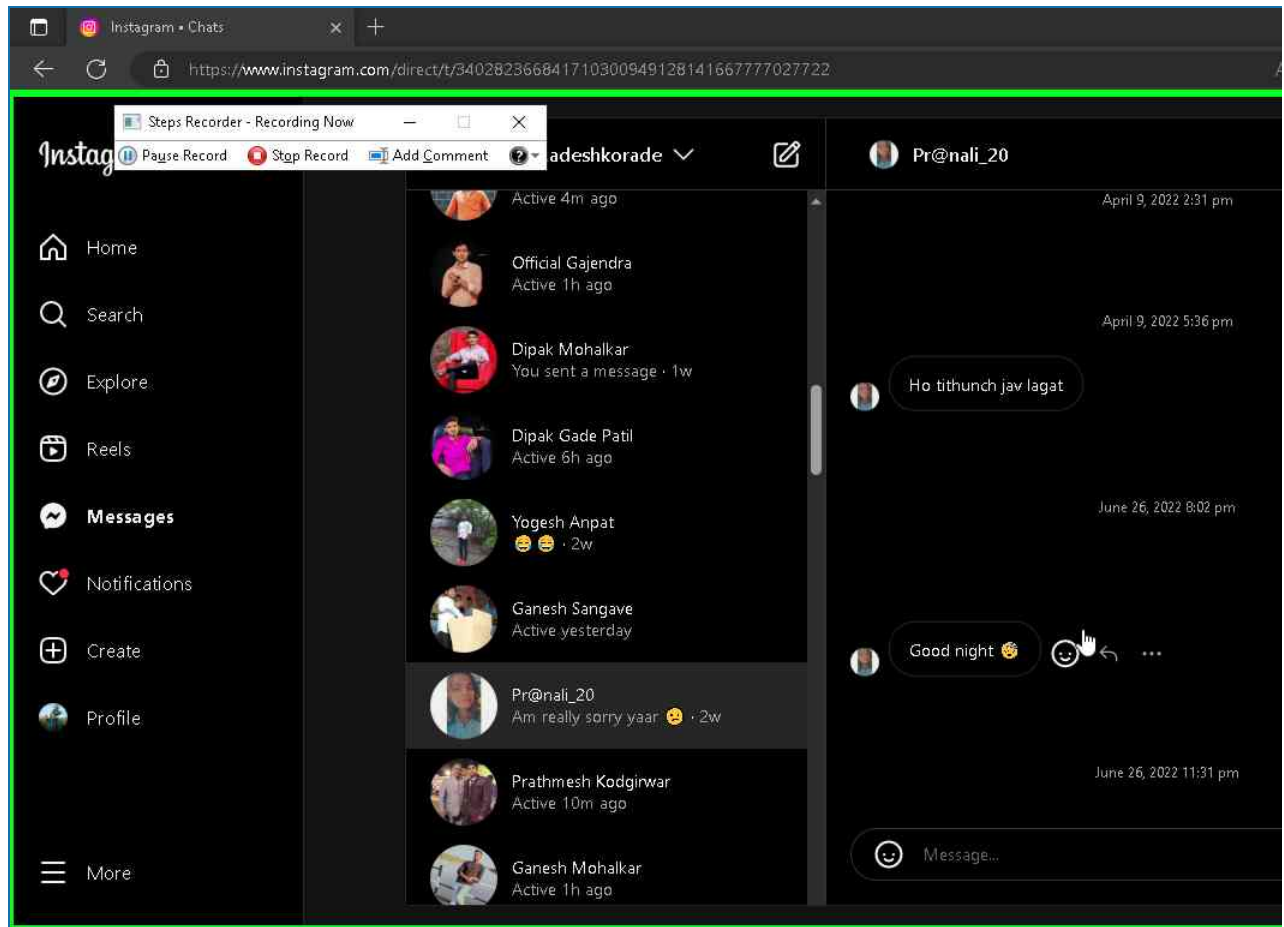 Instagram • Chats
https://www.instagram.com/direct/t/340282366841710300949128141667777027722
Steps Recorder - Recording Now
Pause Record
Stop Record
Add Comment
Instag
adeshkorade
Home
Search
Explore
Reels
Messages
Notifications
Create
Profile
More
Active 4m ago
Official Gajendra
Active 1h ago
Dipak Mohalkar
You sent a message · 1w
Dipak Gade Patil
Active 6h ago
Yogesh Anpat
😂 😂 · 2w
Ganesh Sangave
Active yesterday
Pr@nali_20
Am really sorry yaar 😥 · 2w
Prathmesh Kodgirwar
Active 10m ago
Ganesh Mohalkar
Active 1h ago
Pr@nali_20
April 9, 2022 2:31 pm
April 9, 2022 5:36 pm
Ho tithunch jav lagat
June 26, 2022 8:02 pm
Good night 😴
June 26, 2022 11:31 pm
Message...